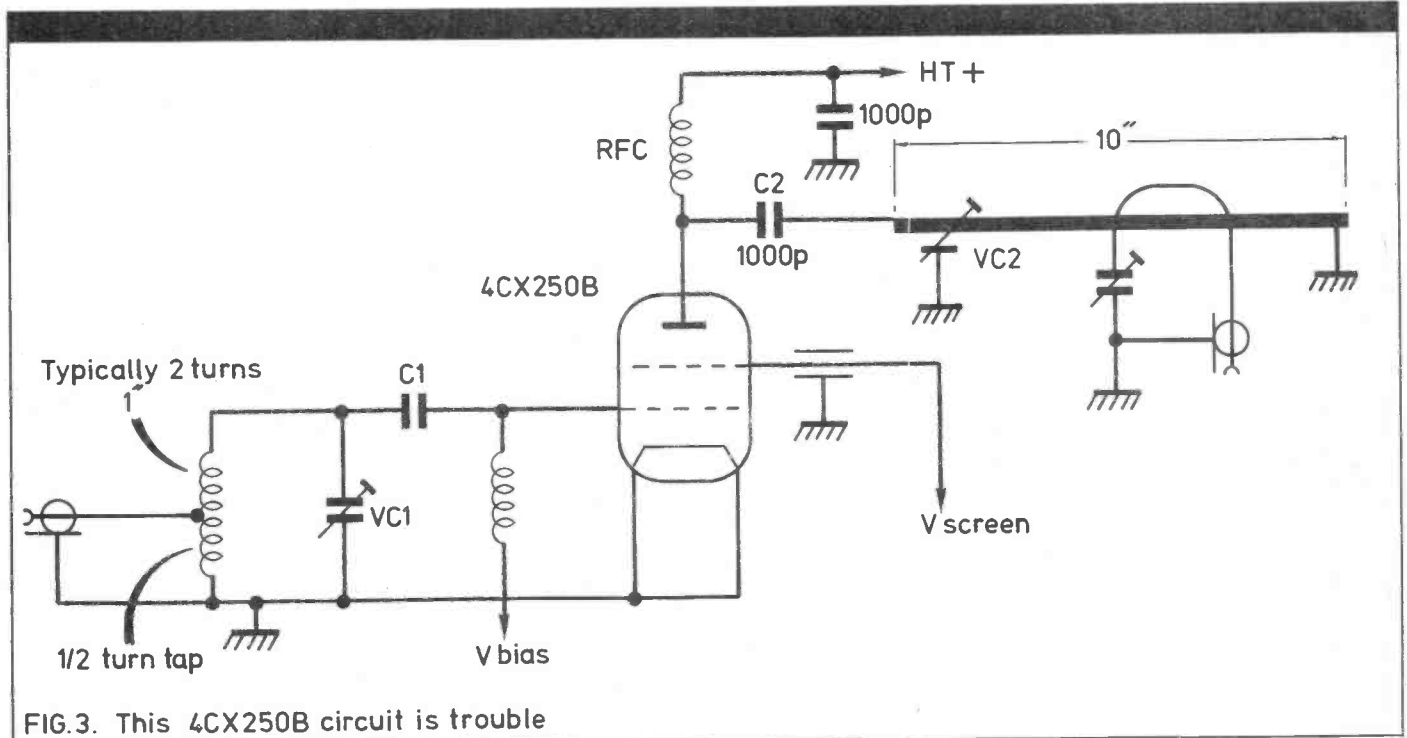 HT +
1000p
RFC
10"
C2
1000p
VC2
4CX250B
Typically 2 turns
1"
C1
VC1
V screen
1/2 turn tap
V bias
FIG.3. This 4CX250B circuit is trouble